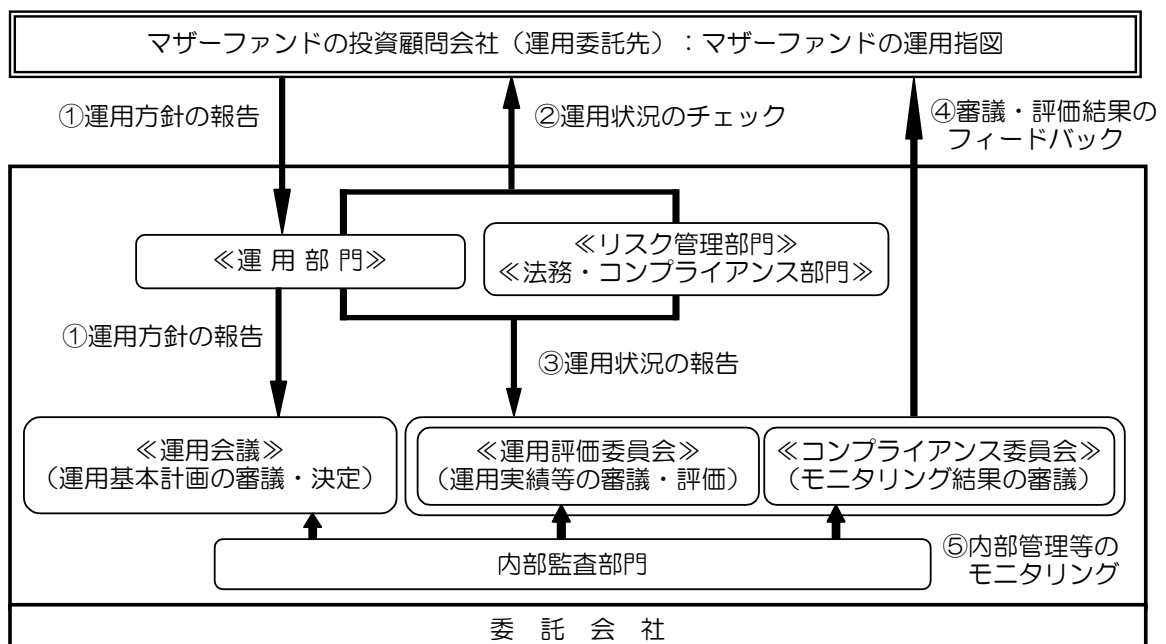 マザーファンドの投資顧問会社（運用委託先）：マザーファンドの運用指図
①運用方針の報告
②運用状況のチェック
④審議・評価結果の
フィードバック
≪運 用 部 門≫
≪リスク管理部門≫
≪法務・コンプライアンス部門≫
①運用方針の報告
③運用状況の報告
≪運用会議≫
（運用基本計画の審議・決定）
≪運用評価委員会≫
（運用実績等の審議・評価）
≪コンプライアンス委員会≫
（モニタリング結果の審議）
内部監査部門
⑤内部管理等の
モニタリング
委 託 会 社